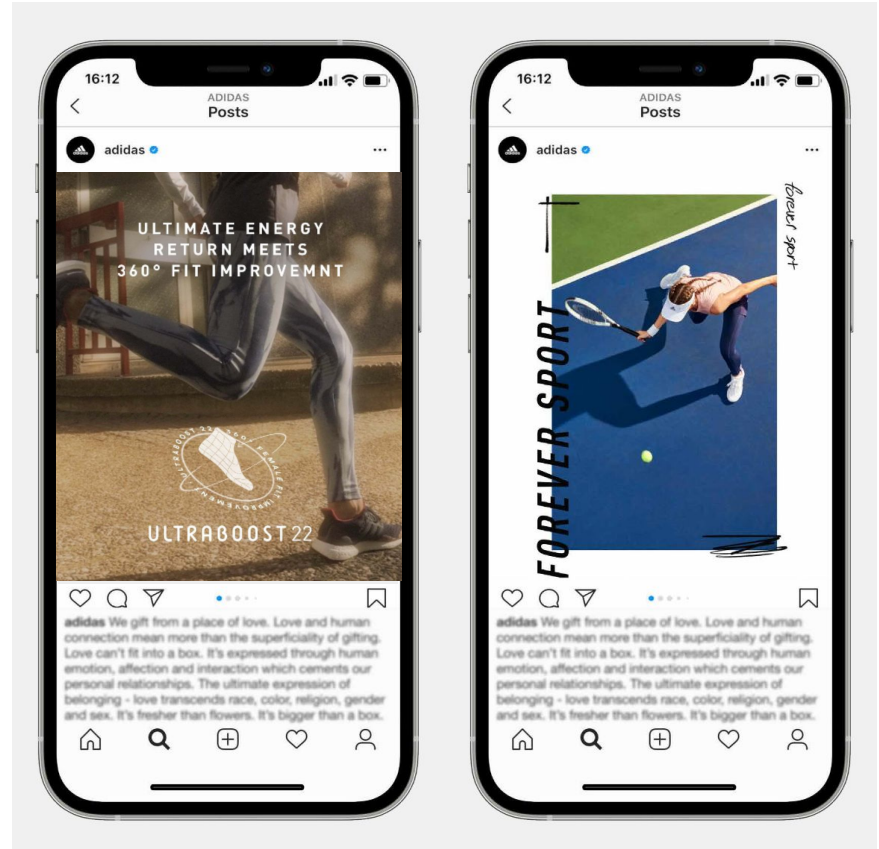 16:12
ADIDAS
Posts
adidas
ULTIMATE ENERGY
RETURN MEETS
360° FIT IMPROVEMNT
ULTRABOOST 22 360° FEMALE FIT IMPROVEMENT
ULTRABOOST 22
adidas We gift from a place of love. Love and human
connection mean more than the superficiality of gifting.
Love can't fit into a box. It's expressed through human
emotion, affection and interaction which cements our
personal relationships. The ultimate expression of
belonging - love transcends race, color, religion, gender
and sex. It's fresher than flowers. It's bigger than a box.
16:12
ADIDAS
Posts
adidas
forever sport
FOREVER SPORT
adidas We gift from a place of love. Love and human
connection mean more than the superficiality of gifting.
Love can't fit into a box. It's expressed through human
emotion, affection and interaction which cements our
personal relationships. The ultimate expression of
belonging - love transcends race, color, religion, gender
and sex. It's fresher than flowers. It's bigger than a box.